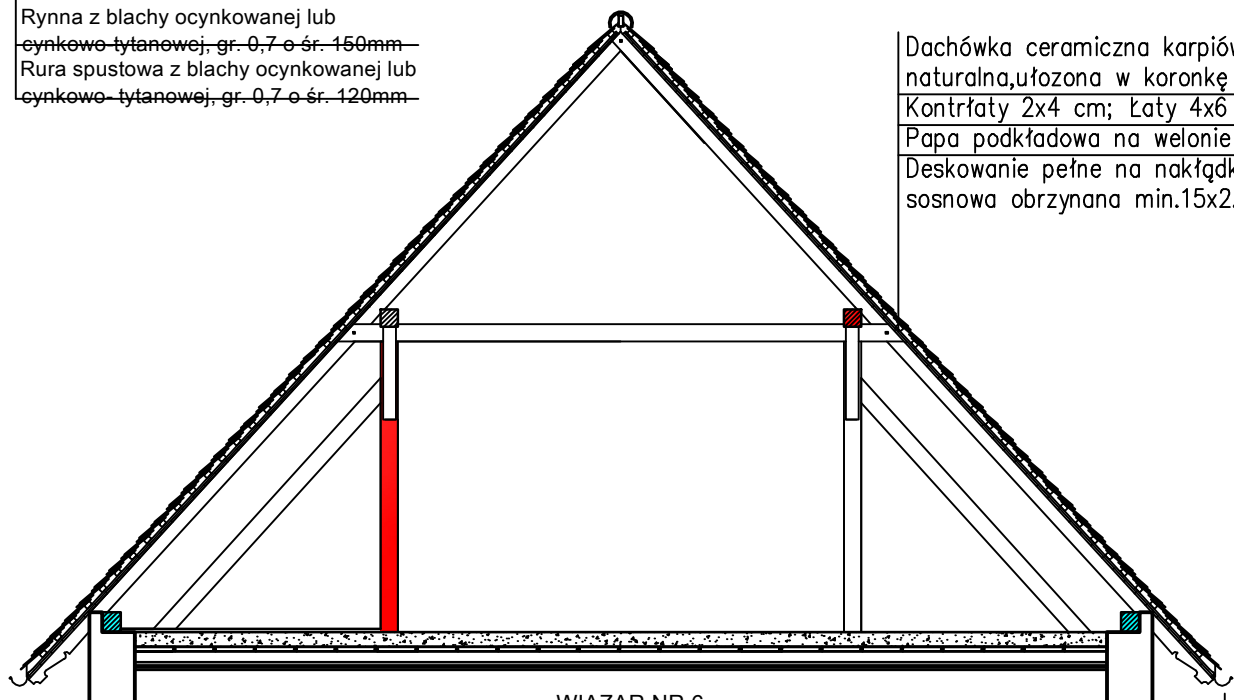 Rynna z blachy ocynkowanej lub
cynkowo-tytanowej, gr. 0,7 o śr. 150mm
Rura spustowa z blachy ocynkowanej lub
cynkowo- tytanowej, gr. 0,7 o śr. 120mm
Dachówka ceramiczna karpiów
naturalna,ułozona w koronkę
Kontrłaty 2x4 cm; Łaty 4x6
Papa podkładowa na welonie
Deskowanie pełne na nakłądk
sosnowa obrzynana min.15x2.
WIĄZAR NR 6